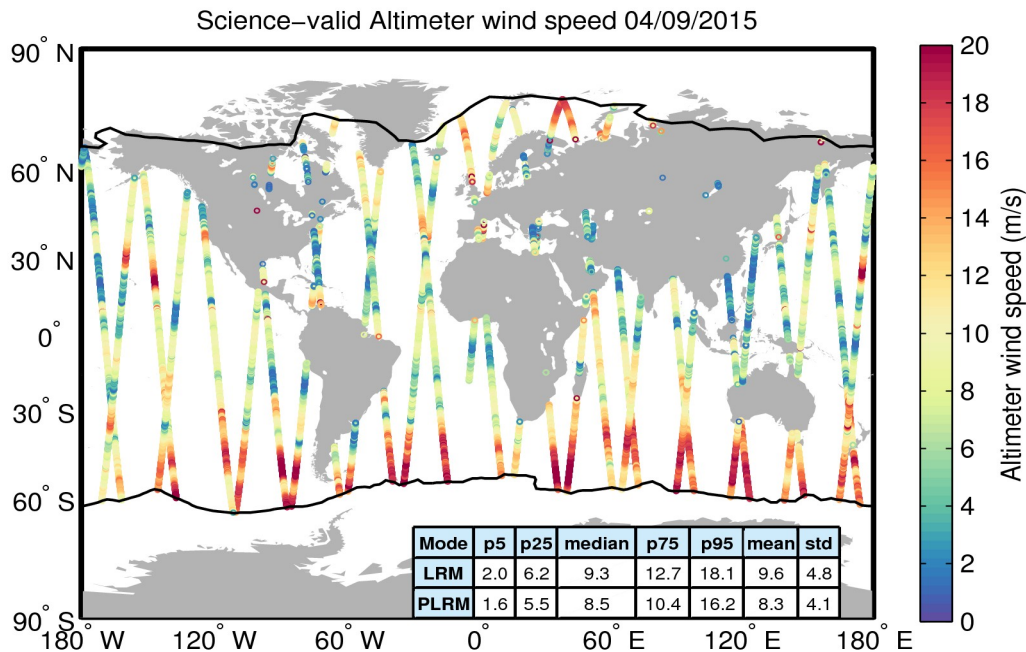 Science−valid Altimeter wind speed 04/09/2015
90° N
60° N
30° N
0°
30° S
60° S
90° S
180° W
120° W
60° W
0°
60° E
120° E
180° E
Mode p5 p25 median p75 p95 mean std
LRM 2.0 6.2 9.3 12.7 18.1 9.6 4.8
PLRM 1.6 5.5 8.5 10.4 16.2 8.3 4.1
20
18
16
14
12
10
8
6
4
2
0
Altimeter wind speed (m/s)